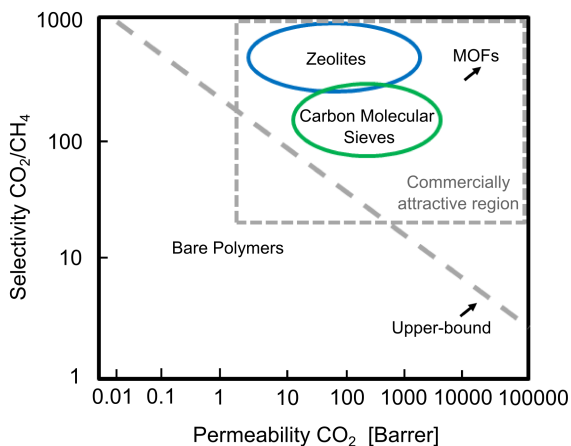 1000
100
10
1
Selectivity CO2/CH4
Zeolites
MOFs
Carbon Molecular
Sieves
Commercially
attractive region
Bare Polymers
Upper-bound
0.01 0.1 1 10 100 1000 10000 100000
Permeability CO2 [Barrer]